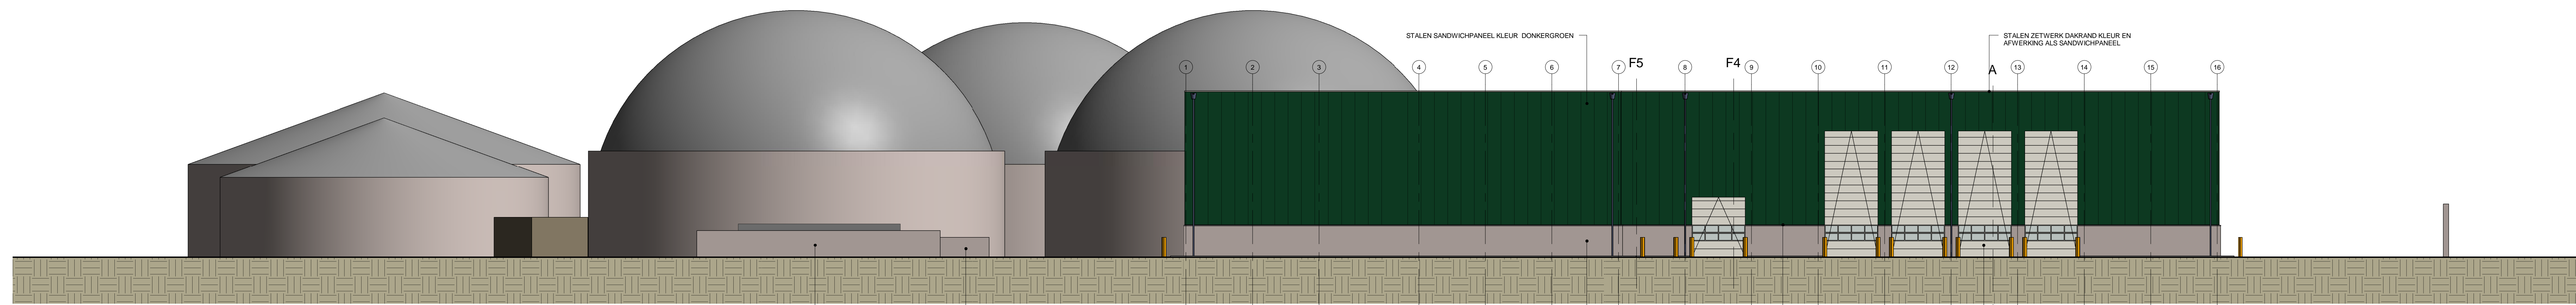 STALEN SANDWICHPANEEL KLEUR DONKERGROEN
STALEN ZETWERK DAKRAND KLEUR EN
AFWERKING ALS SANDWICHPANEEL
1 2 3 4 5 6 7 F5 8 F4 9 10 11 12 A 13 14 15 16